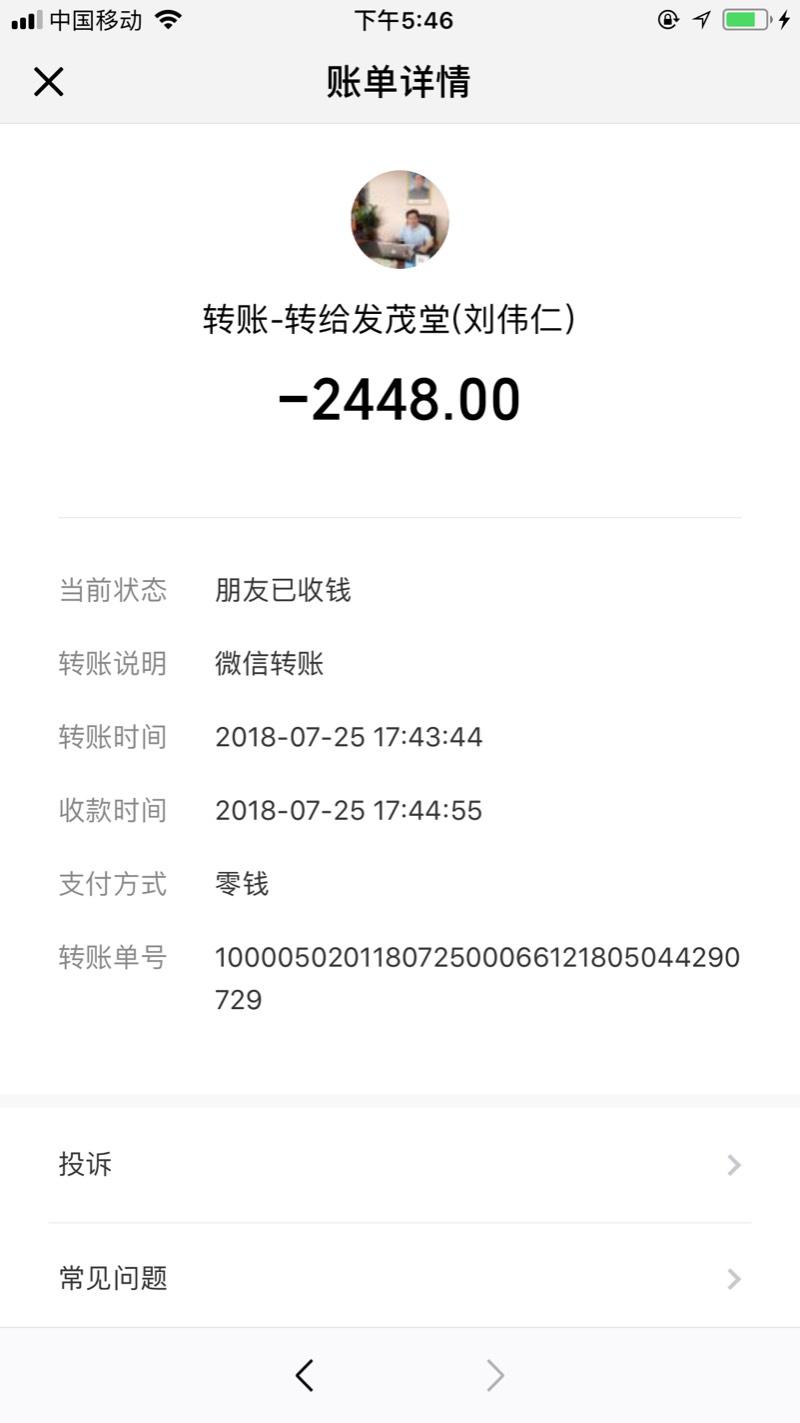 中国移动 下午5:46
账单详情
转账-转给发茂堂(刘伟仁)
-2448.00
当前状态 朋友已收钱
转账说明 微信转账
转账时间 2018-07-25 17:43:44
收款时间 2018-07-25 17:44:55
支付方式 零钱
转账单号 1000050201180725000661218050442​90
729
投诉
常见问题